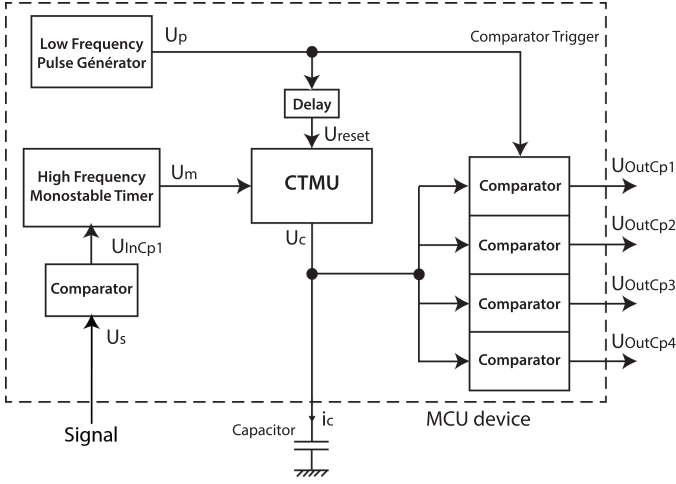 Low Frequency
Pulse Générator
Up
Comparator Trigger
Delay
Ureset
High Frequency
Monostable Timer
Um
CTMU
Comparator
UOutCp1
UInCp1
Uc
Comparator
UOutCp2
Comparator
Comparator
UOutCp3
Us
Comparator
UOutCp4
Signal
Capacitor
ic
MCU device